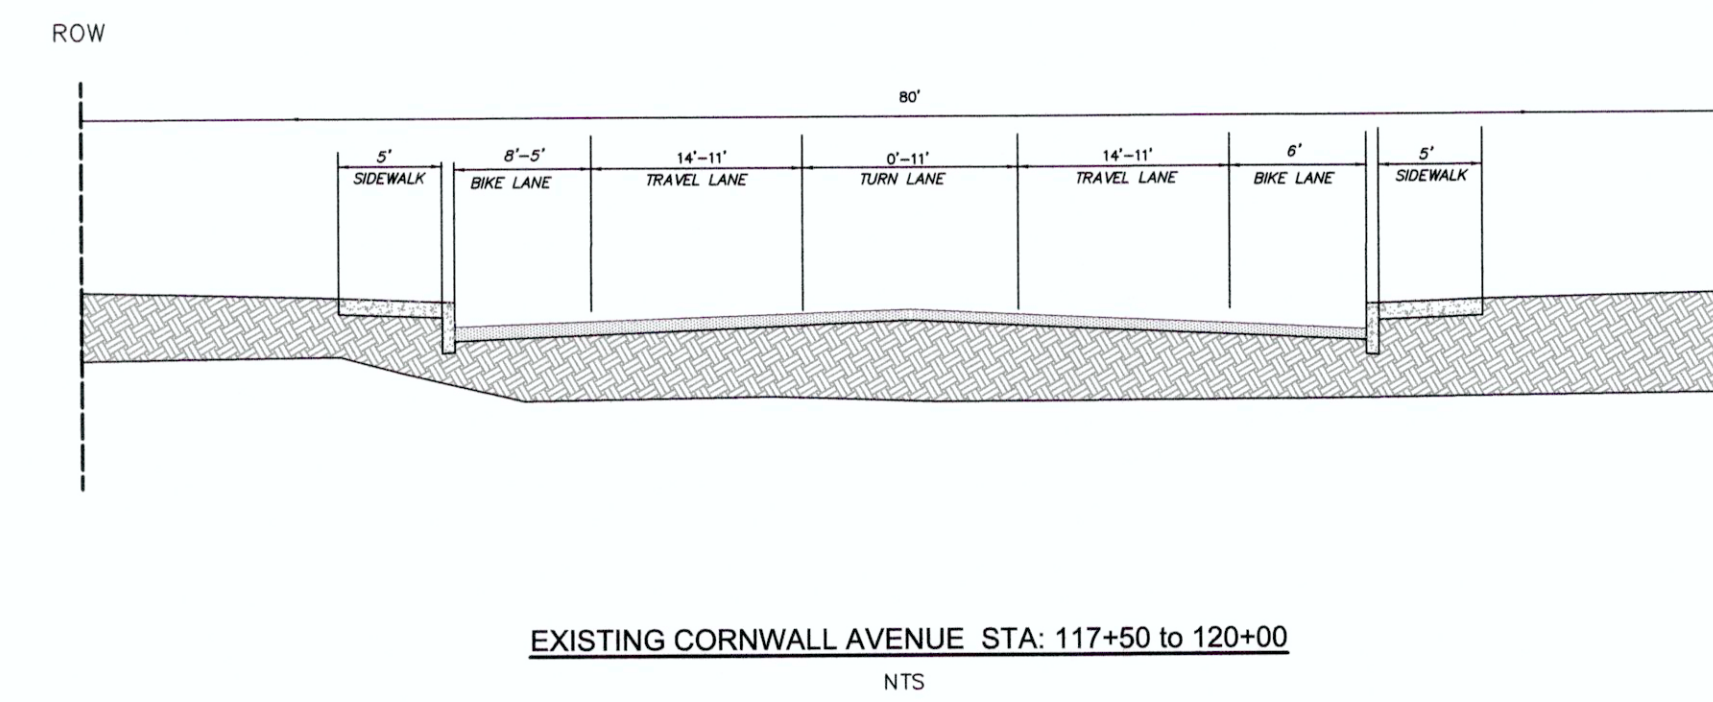 ROW
80'
5' 8'-5' 14'-11' 0'-11' 14'-11' 6' 5'
SIDEWALK BIKE LANE TRAVEL LANE TURN LANE TRAVEL LANE BIKE LANE SIDEWALK
EXISTING CORNWALL AVENUE STA: 117+50 to 120+00
NTS